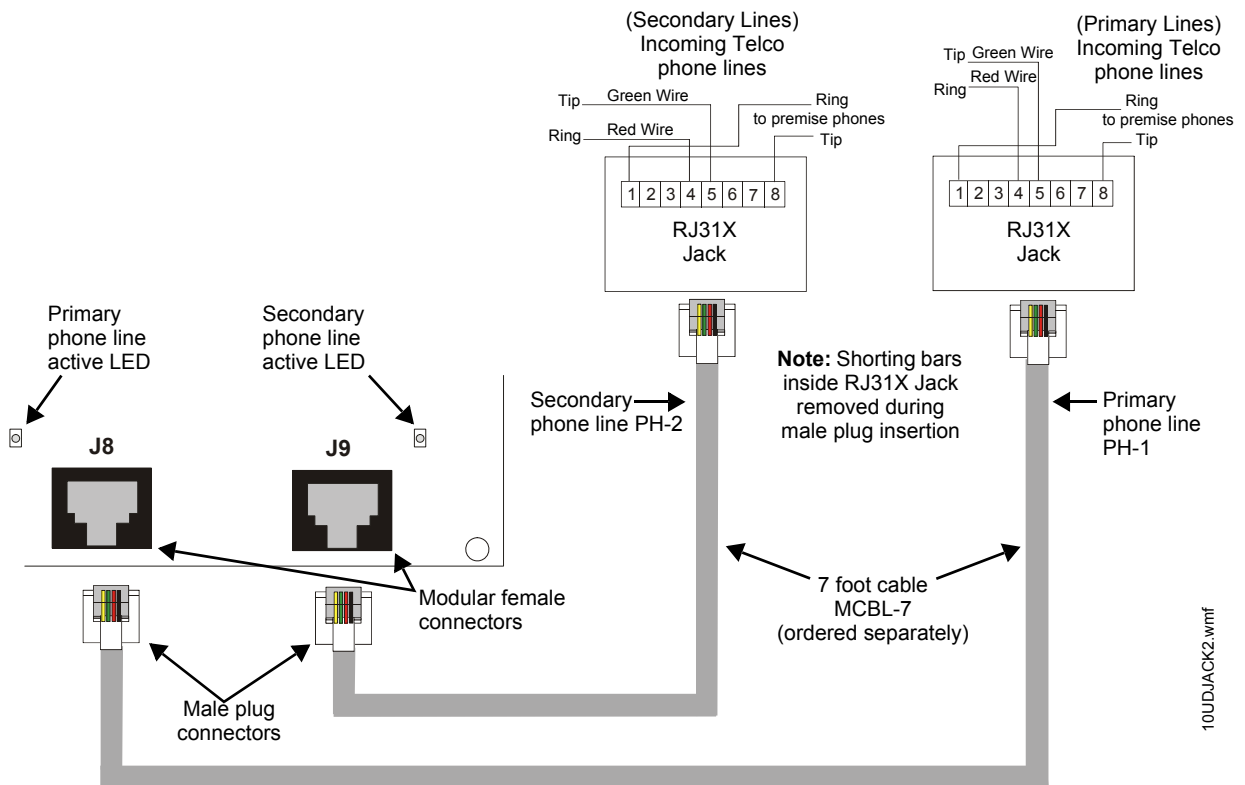 (Secondary Lines)
Incoming Telco
phone lines
Tip
Green Wire
Ring
Red Wire
Ring
to premise phones
Tip
1 2 3 4 5 6 7 8
RJ31X
Jack
(Primary Lines)
Incoming Telco
phone lines
Tip
Green Wire
Red Wire
Ring
Ring
to premise phones
Tip
1 2 3 4 5 6 7 8
RJ31X
Jack
Primary
phone line
active LED
Secondary
phone line
active LED
J8
J9
Secondary
phone line PH-2
Note: Shorting bars
inside RJ31X Jack
removed during
male plug insertion
Primary
phone line
PH-1
Modular female
connectors
7 foot cable
MCBL-7
(ordered separately)
Male plug
connectors
10UDJACK2.wmf